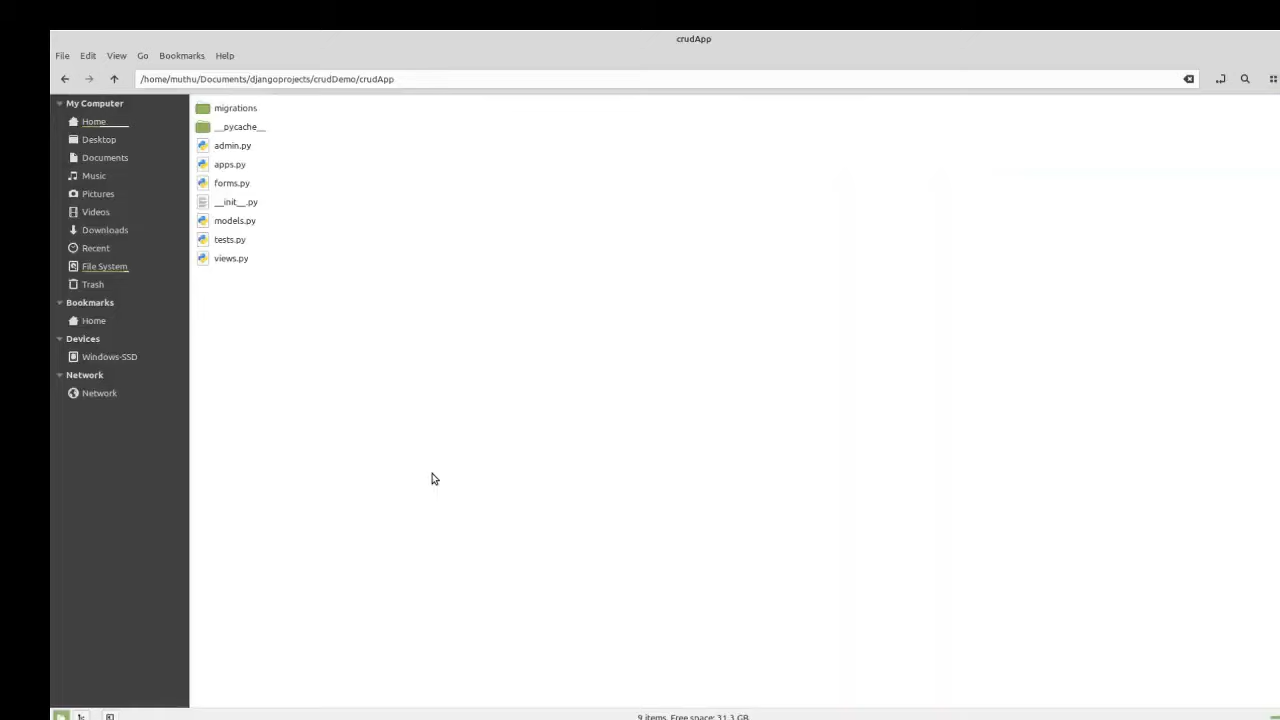 crudApp
File Edit View Go Bookmarks Help
/home/muthu/Documents/djangoprojects/crudDemo/crudApp
My Computer
Home
Desktop
Documents
Music
Pictures
Videos
Downloads
Recent
File System
Trash
Bookmarks
Home
Devices
Windows-SSD
Network
Network
migrations
__pycache__
admin.py
apps.py
forms.py
__init__.py
models.py
tests.py
views.py
9 items, Free space: 31.3 GB